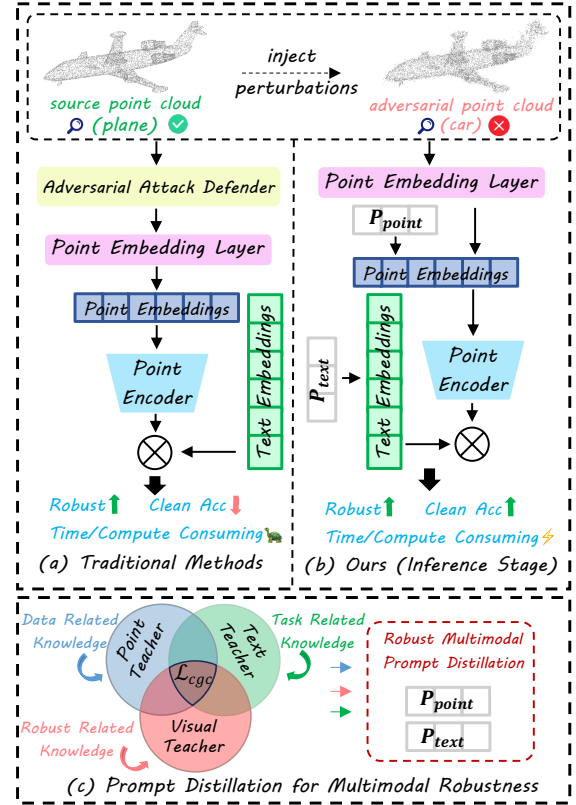 inject
perturbations
source point cloud
(plane)
adversarial point cloud
(car)
Adversarial Attack Defender
Point Embedding Layer
Point Embeddings
Text Embeddings
Point
Encoder
Robust
Clean Acc
Time/Compute Consuming
(a) Traditional Methods
Point Embedding Layer
P_point
Point Embeddings
P_text
Text Embeddings
Point
Encoder
Robust
Clean Acc
Time/Compute Consuming
(b) Ours (Inference Stage)
Data Related
Knowledge
Point
Teacher
Text
Teacher
Task Related
Knowledge
L_cgc
Visual
Teacher
Robust Related
Knowledge
Robust Multimodal
Prompt Distillation
P_point
P_text
(c) Prompt Distillation for Multimodal Robustness